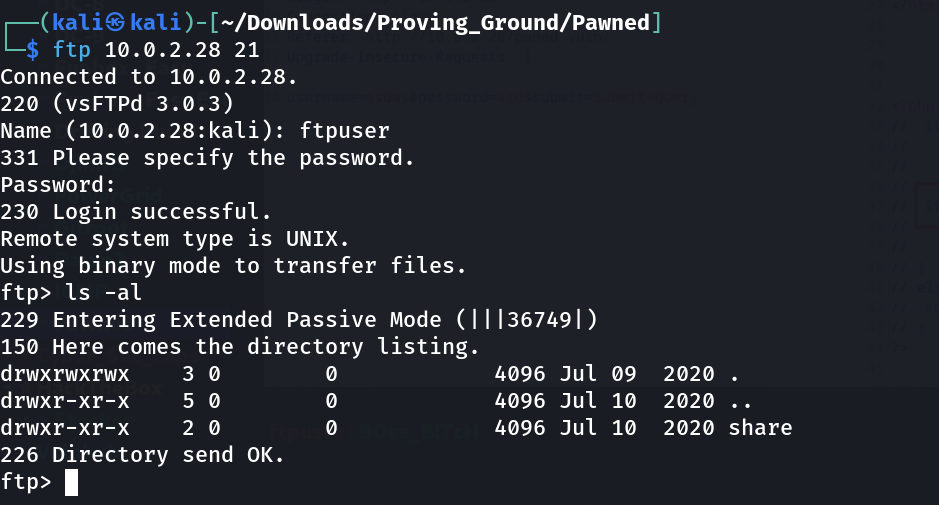 ┌──(kali㉿kali)-[~/Downloads/Proving_Ground/Pawned]
└─$ ftp 10.0.2.28 21
Connected to 10.0.2.28.
220 (vsFTPd 3.0.3)
Name (10.0.2.28:kali): ftpuser
331 Please specify the password.
Password:
230 Login successful.
Remote system type is UNIX.
Using binary mode to transfer files.
ftp> ls -al
229 Entering Extended Passive Mode (|||36749|)
150 Here comes the directory listing.
drwxrwxrwx    3 0        0            4096 Jul 09  2020 .
drwxr-xr-x    5 0        0            4096 Jul 10  2020 ..
drwxr-xr-x    2 0        0            4096 Jul 10  2020 share
226 Directory send OK.
ftp>